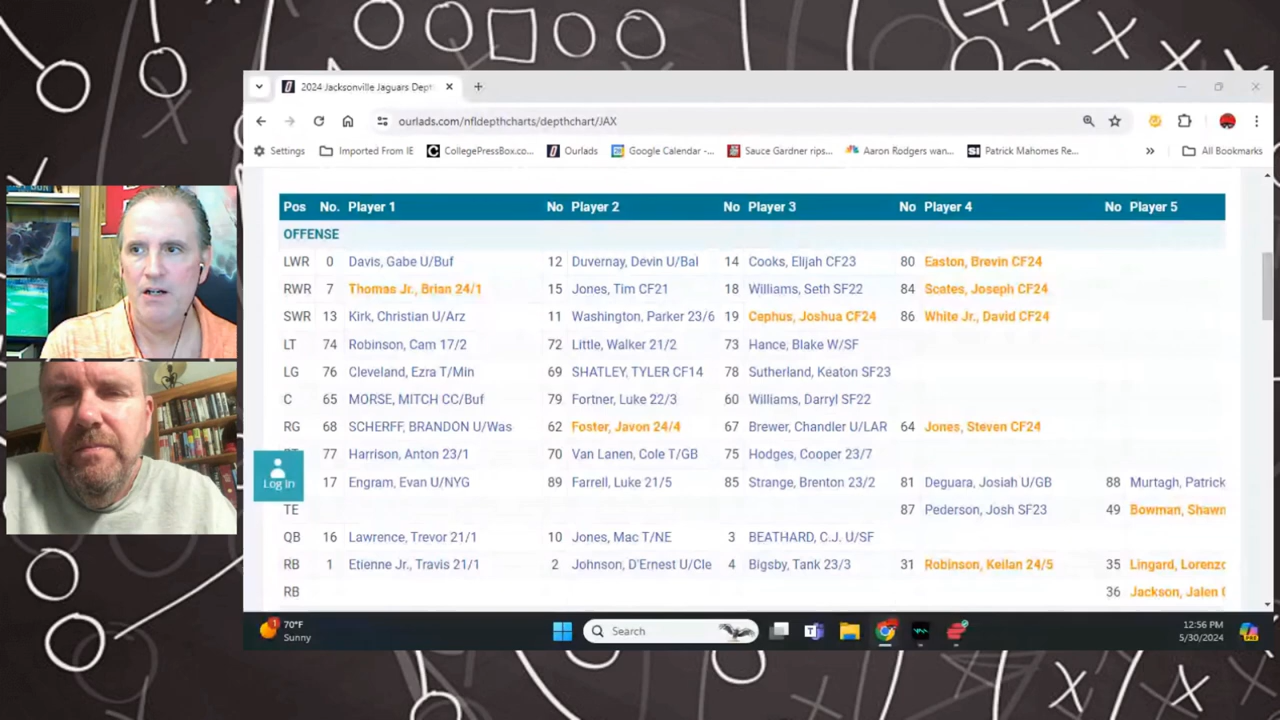 2024 Jacksonville Jaguars Dept
ourlads.com/nfldepthcharts/depthchart/JAX
Settings Imported From IE CollegePressBox.co... Ourlads Google Calendar -... Sauce Gardner rips... Aaron Rodgers wan... Patrick Mahomes Re... » All Bookmarks
Pos No. Player 1 No Player 2 No Player 3 No Player 4 No Player 5
OFFENSE
LWR 0 Davis, Gabe U/Buf 12 Duvernay, Devin U/Bal 14 Cooks, Elijah CF23 80 Easton, Brevin CF24
RWR 7 Thomas Jr., Brian 24/1 15 Jones, Tim CF21 18 Williams, Seth SF22 84 Scates, Joseph CF24
SWR 13 Kirk, Christian U/Arz 11 Washington, Parker 23/6 19 Cephus, Joshua CF24 86 White Jr., David CF24
LT 74 Robinson, Cam 17/2 72 Little, Walker 21/2 73 Hance, Blake W/SF
LG 76 Cleveland, Ezra T/Min 69 SHATLEY, TYLER CF14 78 Sutherland, Keaton SF23
C 65 MORSE, MITCH CC/Buf 79 Fortner, Luke 22/3 60 Williams, Darryl SF22
RG 68 SCHERFF, BRANDON U/Was 62 Foster, Javon 24/4 67 Brewer, Chandler U/LAR 64 Jones, Steven CF24
77 Harrison, Anton 23/1 70 Van Lanen, Cole T/GB 75 Hodges, Cooper 23/7
Log in
17 Engram, Evan U/NYG 89 Farrell, Luke 21/5 85 Strange, Brenton 23/2 81 Deguara, Josiah U/GB 88 Murtagh, Patrick
TE 87 Pederson, Josh SF23 49 Bowman, Shawn
QB 16 Lawrence, Trevor 21/1 10 Jones, Mac T/NE 3 BEATHARD, C.J. U/SF
RB 1 Etienne Jr., Travis 21/1 2 Johnson, D'Ernest U/Cle 4 Bigsby, Tank 23/3 31 Robinson, Keilan 24/5 35 Lingard, Lorenzo
RB 36 Jackson, Jalen
1 70°F
Sunny
Search
12:56 PM
5/30/2024